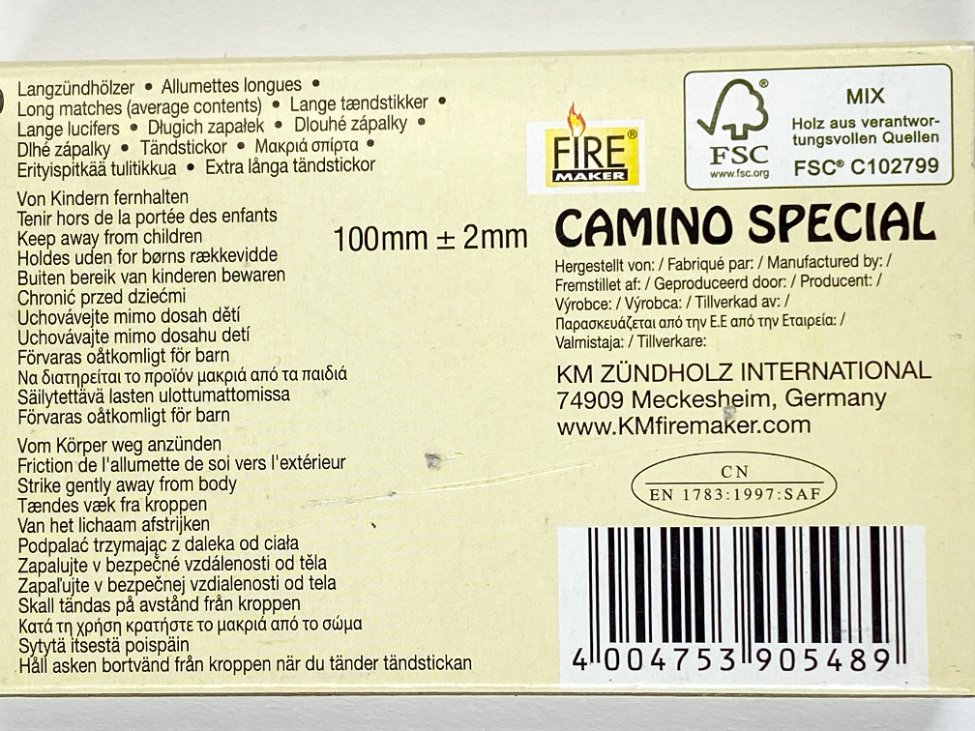 Langzündhölzer • Allumettes longues •
Long matches (average contents) • Lange tændstikker •
Lange lucifers • Długich zapałek • Dlouhé zápalky •
Dlhé zápalky • Tändstickor • Μακριά σπίρτα •
Erityispitkää tulitikkua • Extra långa tändstickor
Von Kindern fernhalten
Tenir hors de la portée des enfants
Keep away from children
Holdes uden for børns rækkevidde
Buiten bereik van kinderen bewaren
Chronić przed dziećmi
Uchovávejte mimo dosah dětí
Uchovávajte mimo dosahu detí
Förvaras oåtkomligt för barn
Να διατηρείται το προϊόν μακριά από τα παιδιά
Säilytettävä lasten ulottumattomissa
Förvaras oåtkomligt för barn
Vom Körper weg anzünden
Friction de l'allumette de soi vers l'extérieur
Strike gently away from body
Tændes væk fra kroppen
Van het lichaam afstrijken
Podpalać trzymając z daleka od ciała
Zapalujte v bezpečné vzdálenosti od těla
Zapaľujte v bezpečnej vzdialenosti od tela
Skall tändas på avstånd från kroppen
Κατά τη χρήση κρατήστε το μακριά από το σώμα
Sytytä itsestä poispäin
Håll asken bortvänd från kroppen när du tänder tändstickan
100mm ± 2mm
FIRE®
MAKER
FSC®
www.fsc.org
MIX
Holz aus verantwor-
tungsvollen Quellen
FSC® C102799
CAMINO SPECIAL
Hergestellt von: / Fabriqué par: / Manufactured by: /
Fremstillet af: / Geproduceerd door: / Producent: /
Výrobce: / Výrobca: / Tillverkad av: /
Παρασκευάζεται από την Ε.Ε από την Εταιρεία: /
Valmistaja: / Tillverkare:
KM ZÜNDHOLZ INTERNATIONAL
74909 Meckesheim, Germany
www.KMfiremaker.com
CN
EN 1783:1997:SAF
4 004753 905489